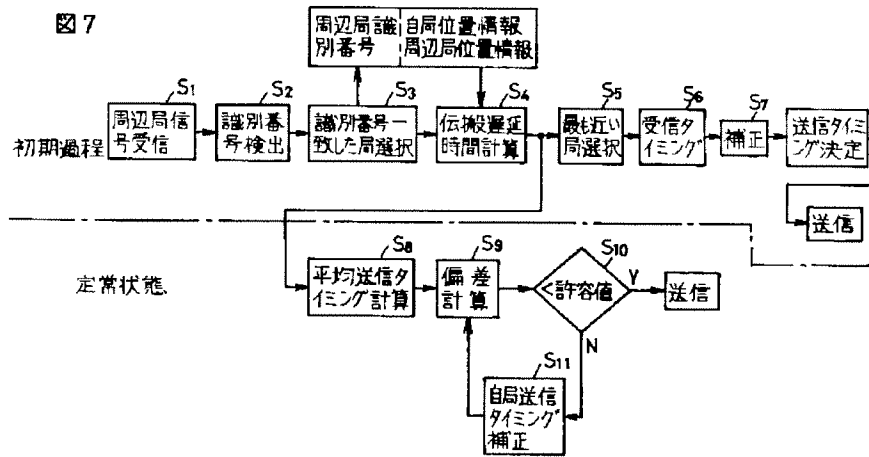 図7
周辺局識
別番号
自局位置情報
周辺局位置情報
S1
周辺局信
号受信
S2
識別番
号検出
S3
識別番号一
致した局選択
S4
伝搬遅延
時間計算
S5
最も近い
局選択
S6
受信タ
イミング
S7
補正
送信タイミ
ング決定
初期過程
送信
定常状態
S8
平均送信タ
イミング計算
S9
偏差
計算
S10
<許容値
Y
送信
N
S11
自局送信
タイミング
補正